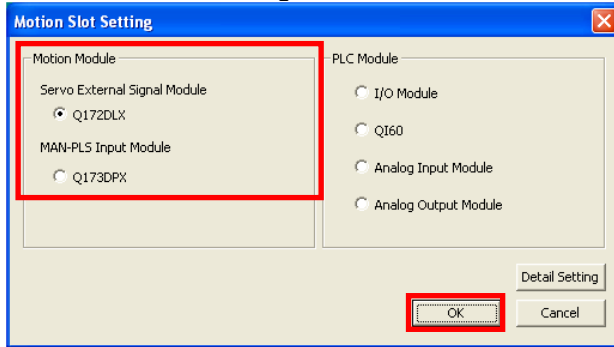 Motion Slot Setting
Motion Module
Servo External Signal Module
Q172DLX
MAN-PLS Input Module
Q173DPX
PLC Module
I/O Module
QI60
Analog Input Module
Analog Output Module
Detail Setting
OK
Cancel